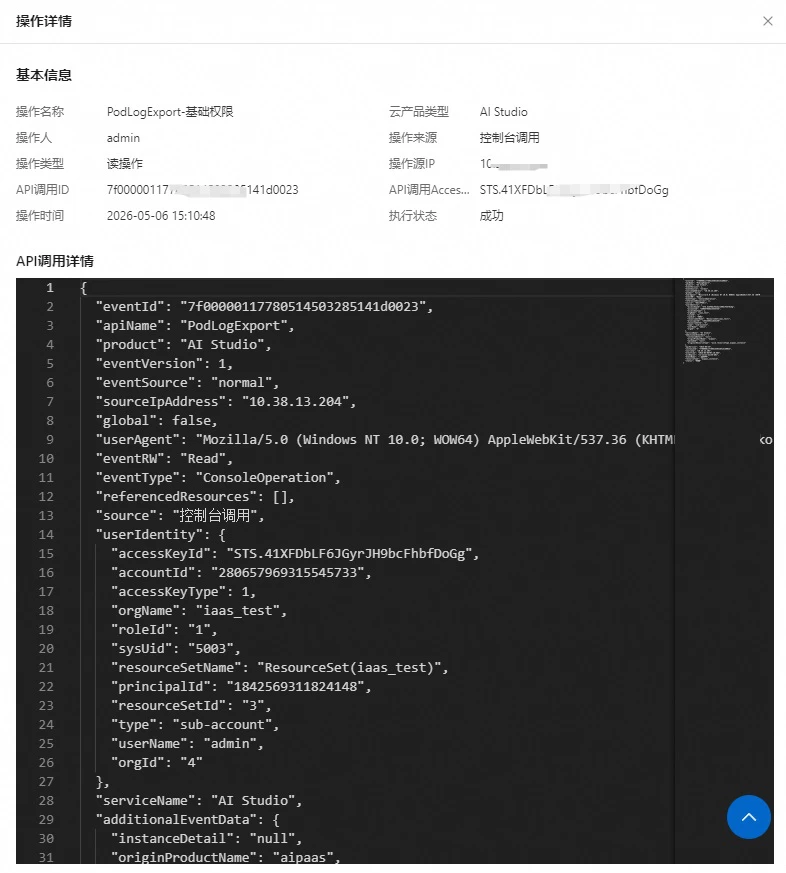 操作详情
基本信息
操作名称 PodLogExport-基础权限 云产品类型 AI Studio
操作人 admin 操作来源 控制台调用
操作类型 读操作 操作源IP 10
API调用ID 7f00000117 5141d0023 API调用Acces... STS.41XFDbLF hbfDoGg
操作时间 2026-05-06 15:10:48 执行状态 成功
API调用详情
1 {
2 "eventId": "7f00000117780514503285141d0023",
3 "apiName": "PodLogExport",
4 "product": "AI Studio",
5 "eventVersion": 1,
6 "eventSource": "normal",
7 "sourceIpAddress": "10.38.13.204",
8 "global": false,
9 "userAgent": "Mozilla/5.0 (Windows NT 10.0; WOW64) AppleWebKit/537.36 (KHTM ko
10 "eventRW": "Read",
11 "eventType": "ConsoleOperation",
12 "referencedResources": [],
13 "source": "控制台调用",
14 "userIdentity": {
15 "accessKeyId": "STS.41XFDbLF6JGyrJH9bcFhbfDoGg",
16 "accountId": "280657969315545733",
17 "accessKeyType": 1,
18 "orgName": "iaas_test",
19 "roleId": "1",
20 "sysUid": "5003",
21 "resourceSetName": "ResourceSet(iaas_test)",
22 "principalId": "1842569311824148",
23 "resourceSetId": "3",
24 "type": "sub-account",
25 "userName": "admin",
26 "orgId": "4"
27 },
28 "serviceName": "AI Studio",
29 "additionalEventData": {
30 "instanceDetail": "null",
31 "originProductName": "aipaas",